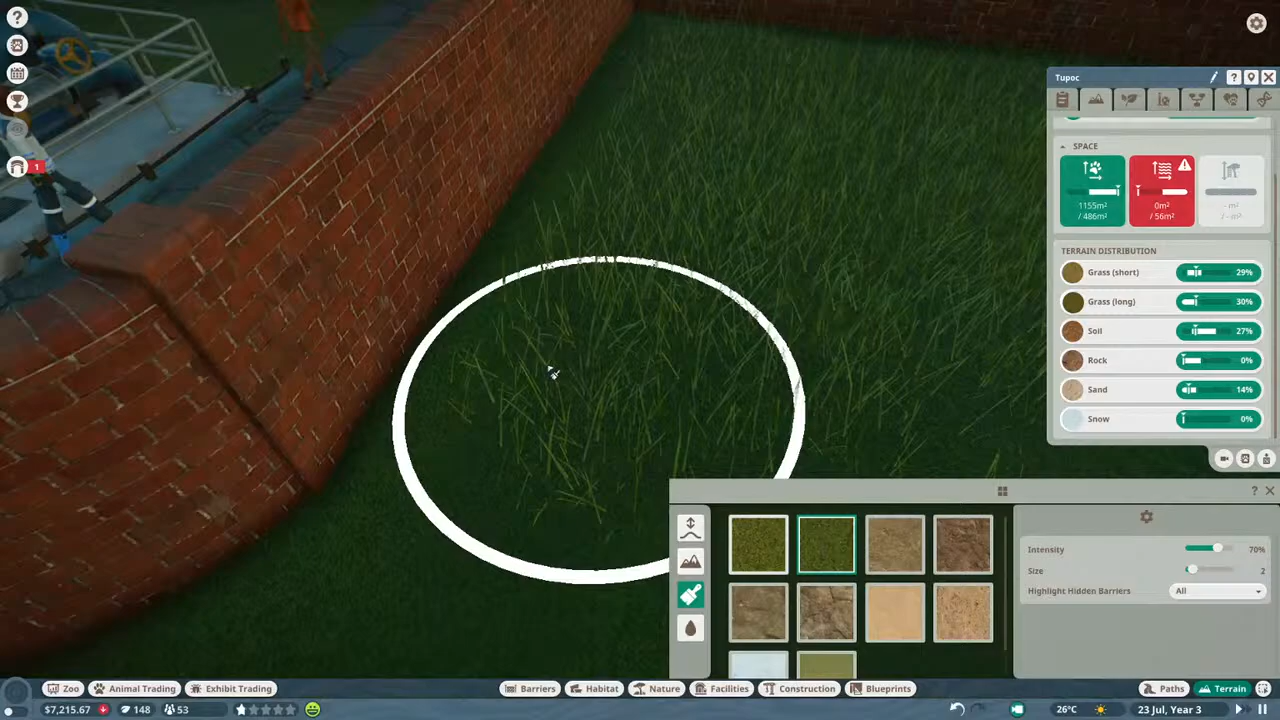 ?
1
Tupoc
?
SPACE
1155m²
/ 486m²
0m²
/ 56m²
- m²
/ - m²
TERRAIN DISTRIBUTION
Grass (short) 29%
Grass (long) 30%
Soil 27%
Rock 0%
Sand 14%
Snow 0%
?
Intensity 70%
Size 2
Highlight Hidden Barriers All
Zoo Animal Trading Exhibit Trading Barriers Habitat Nature Facilities Construction Blueprints Paths Terrain
$7,215.67 148 53 26°C 23 Jul, Year 3